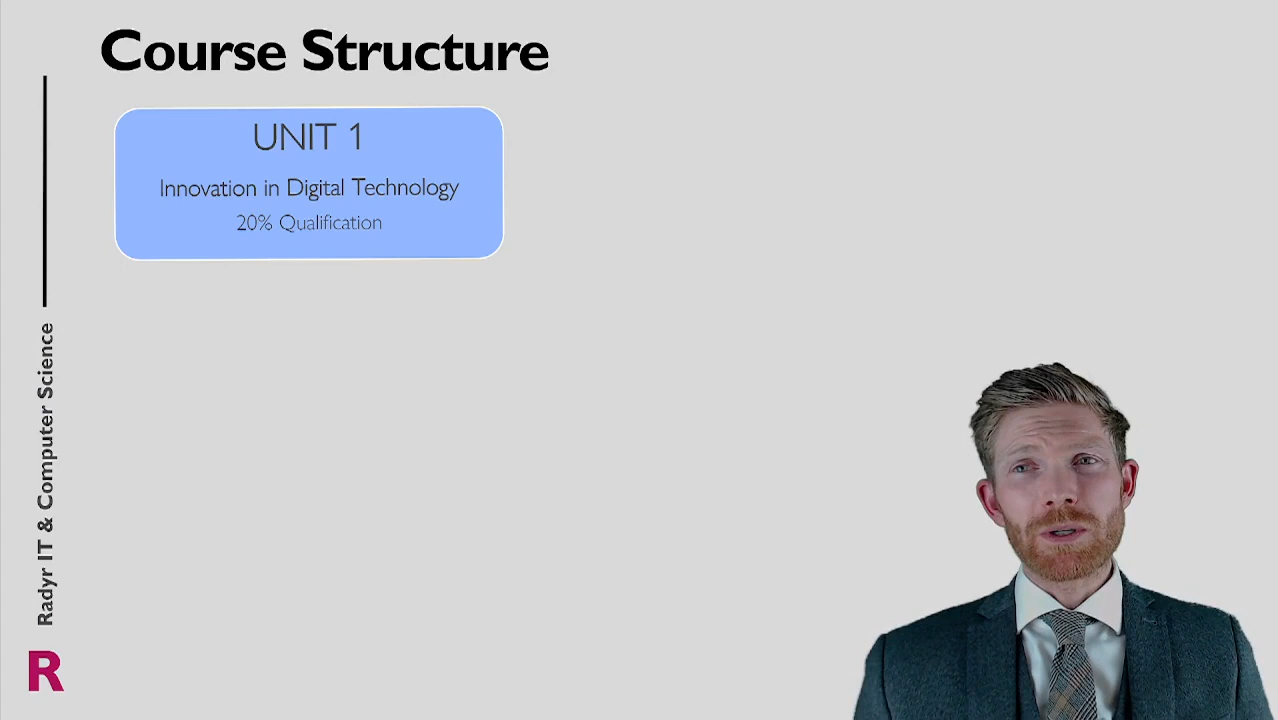 Course Structure
UNIT 1
Innovation in Digital Technology
20% Qualification
Radyr IT & Computer Science
R